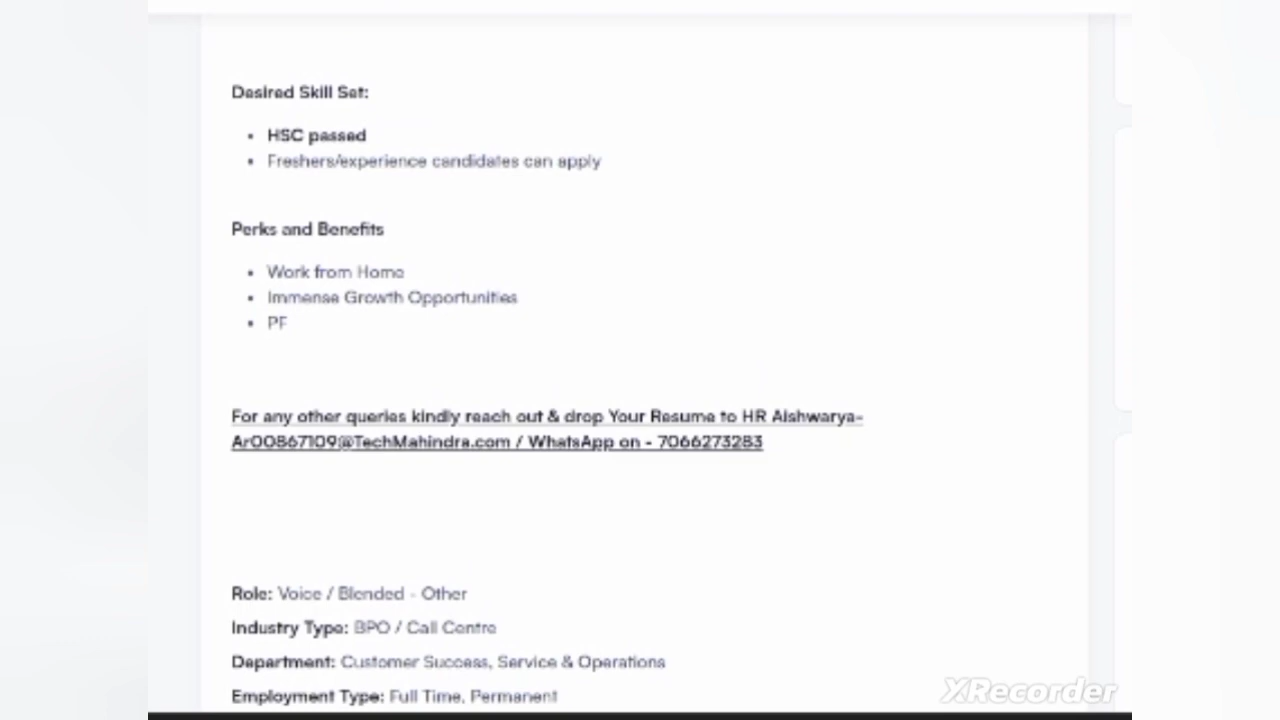 Desired Skill Set:
• HSC passed
• Freshers/experience candidates can apply
Perks and Benefits
• Work from Home
• Immense Growth Opportunities
• PF
For any other queries kindly reach out & drop Your Resume to HR Aishwarya-
Ar00867109@TechMahindra.com / WhatsApp on - 7066273283
Role: Voice / Blended - Other
Industry Type: BPO / Call Centre
Department: Customer Success, Service & Operations
Employment Type: Full Time, Permanent
XRecorder